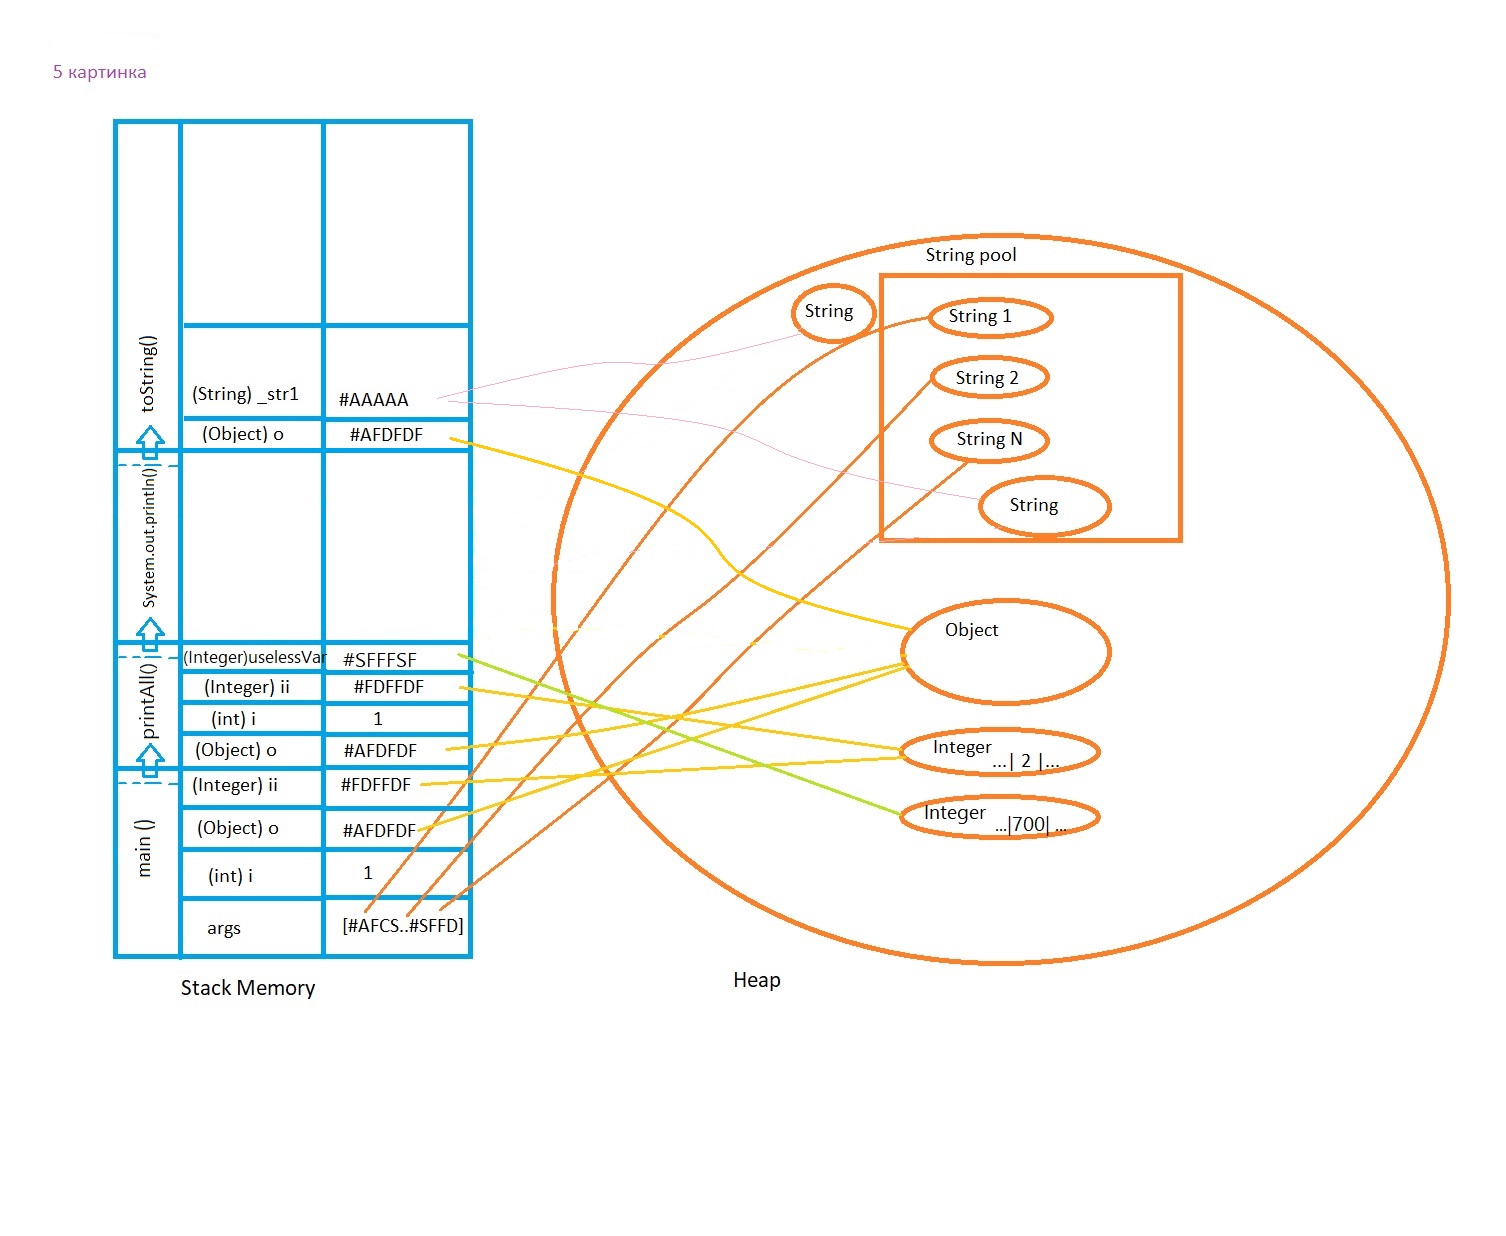 5 картинка
String pool
String
String 1
String 2
String N
String
toString()
(String) _str1
#AAAAA
(Object) o
#AFDFDF
System.out.println()
printAll()
(Integer)uselessVar
#SFFFSF
(Integer) ii
#FDFFDF
(int) i
1
(Object) o
#AFDFDF
main ()
(Integer) ii
#FDFFDF
(Object) o
#AFDFDF
(int) i
1
args
[#AFCS..#SFFD]
Object
Integer
...| 2 |...
Integer
...|700| ...
Stack Memory
Heap